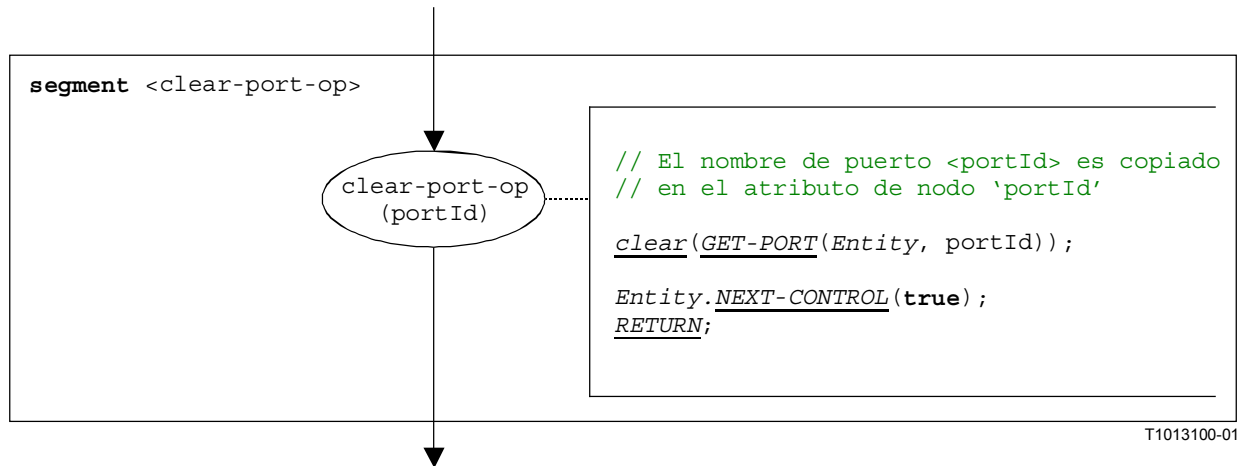 segment <clear-port-op>
clear-port-op
(portId)
// El nombre de puerto <portId> es copiado
// en el atributo de nodo ‘portId’
clear(GET-PORT(Entity, portId));
Entity.NEXT-CONTROL(true);
RETURN;
T1013100-01